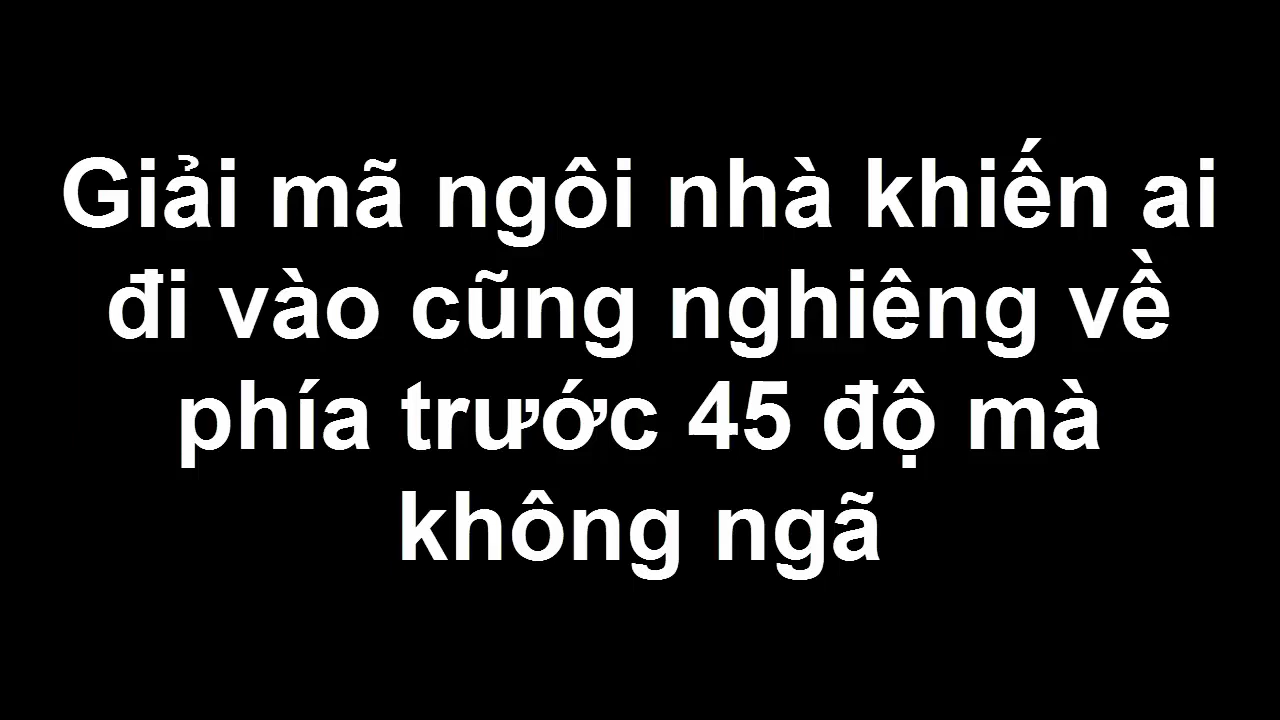 Giải mã ngôi nhà khiến ai
đi vào cũng nghiêng về
phía trước 45 độ mà
không ngã